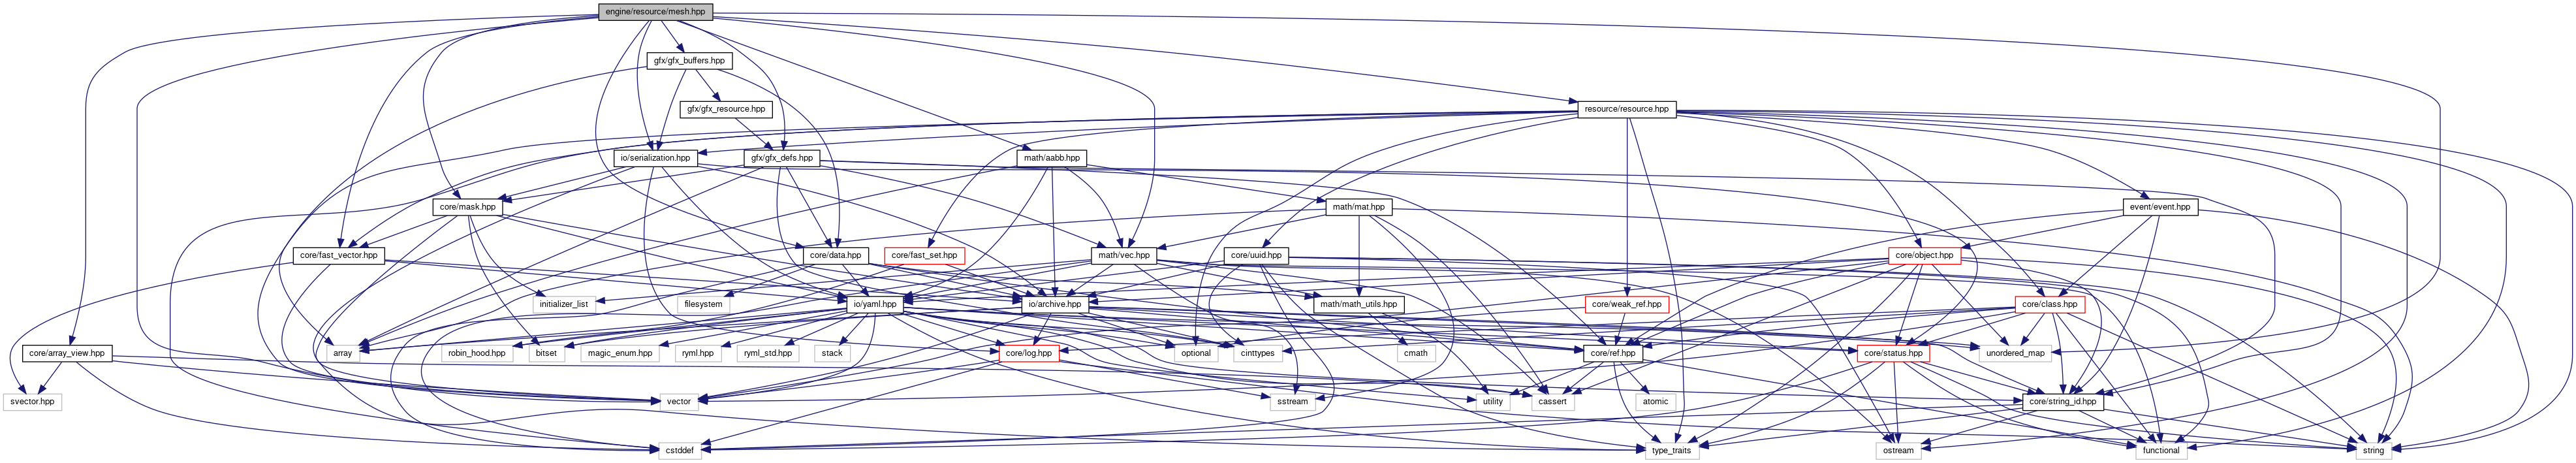 engine/resource/mesh.hpp
gfx/gfx_buffers.hpp
gfx/gfx_resource.hpp
resource/resource.hpp
io/serialization.hpp
gfx/gfx_defs.hpp
math/aabb.hpp
core/mask.hpp
math/mat.hpp
event/event.hpp
core/fast_vector.hpp
core/data.hpp
core/fast_set.hpp
math/vec.hpp
core/uuid.hpp
core/object.hpp
initializer_list
filesystem
io/yaml.hpp
io/archive.hpp
math/math_utils.hpp
core/weak_ref.hpp
core/class.hpp
core/array_view.hpp
array
robin_hood.hpp
bitset
magic_enum.hpp
ryml.hpp
ryml_std.hpp
stack
core/log.hpp
optional
cinttypes
core/ref.hpp
cmath
core/status.hpp
unordered_map
svector.hpp
vector
sstream
utility
cassert
atomic
core/string_id.hpp
cstddef
type_traits
ostream
functional
string